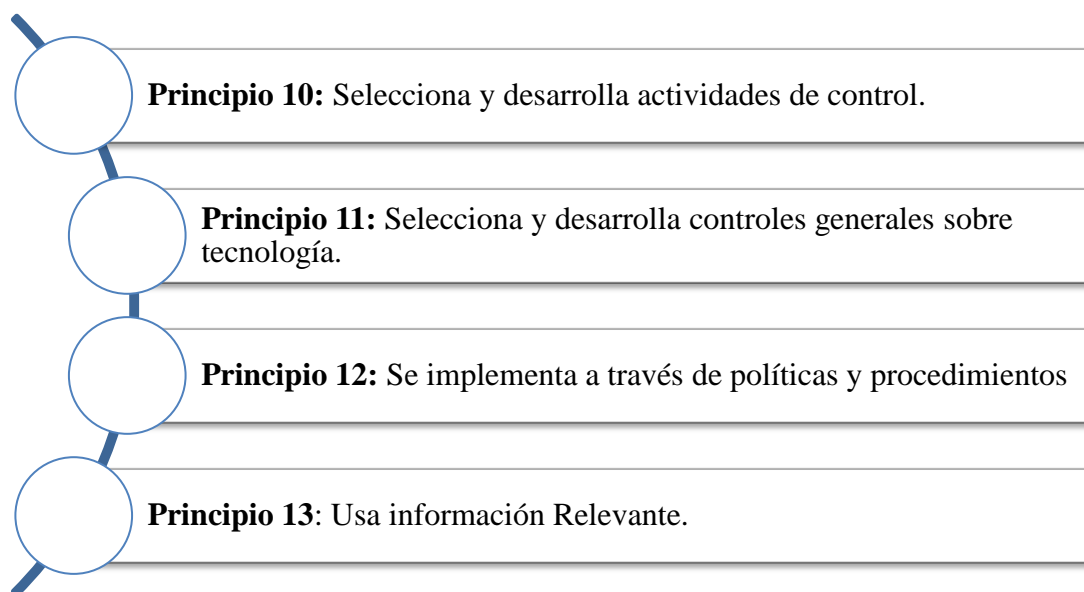 Principio 10: Selecciona y desarrolla actividades de control.
Principio 11: Selecciona y desarrolla controles generales sobre
tecnología.
Principio 12: Se implementa a través de políticas y procedimientos
Principio 13: Usa información Relevante.